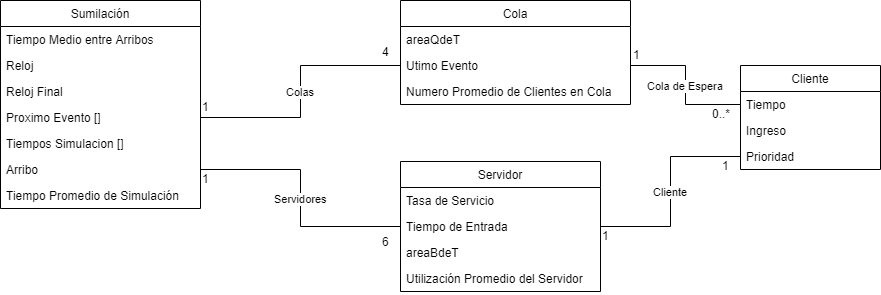 Sumilación
Tiempo Medio entre Arribos
Reloj
Reloj Final
Proximo Evento []
Tiempos Simulacion []
Arribo
Tiempo Promedio de Simulación
1
1
Colas
4
Servidores
6
Cola
areaQdeT
Utimo Evento
Numero Promedio de Clientes en Cola
1
Cola de Espera
0..*
Servidor
Tasa de Servicio
Tiempo de Entrada
areaBdeT
Utilización Promedio del Servidor
1
Cliente
1
Cliente
Tiempo
Ingreso
Prioridad